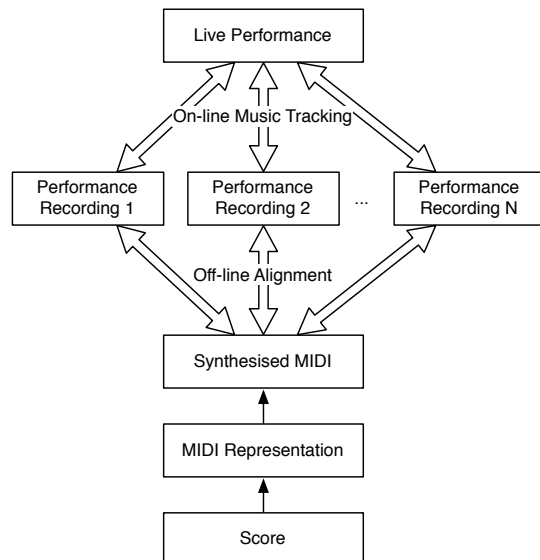 Live Performance
On-line Music Tracking
Performance
Recording 1
Performance
Recording 2
...
Performance
Recording N
Off-line Alignment
Synthesised MIDI
MIDI Representation
Score